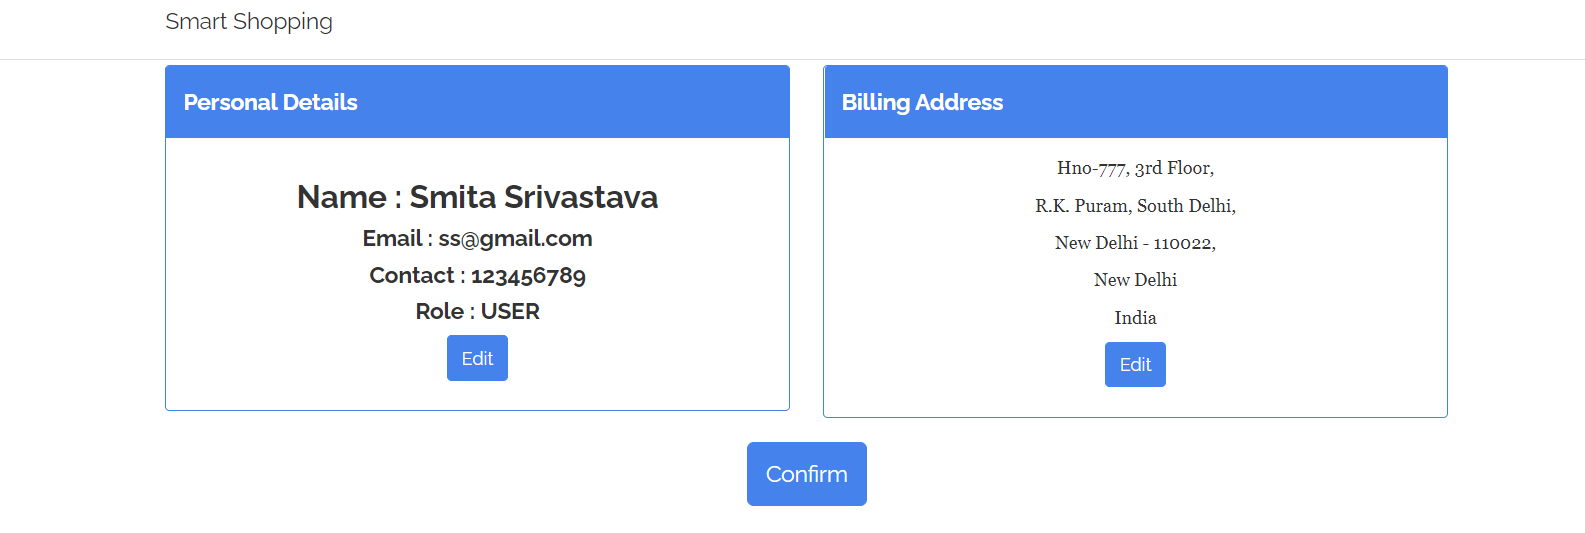 Smart Shopping
Personal Details
Name : Smita Srivastava
Email : ss@gmail.com
Contact : 123456789
Role : USER
Edit
Billing Address
Hno-777, 3rd Floor,
R.K. Puram, South Delhi,
New Delhi - 110022,
New Delhi
India
Edit
Confirm